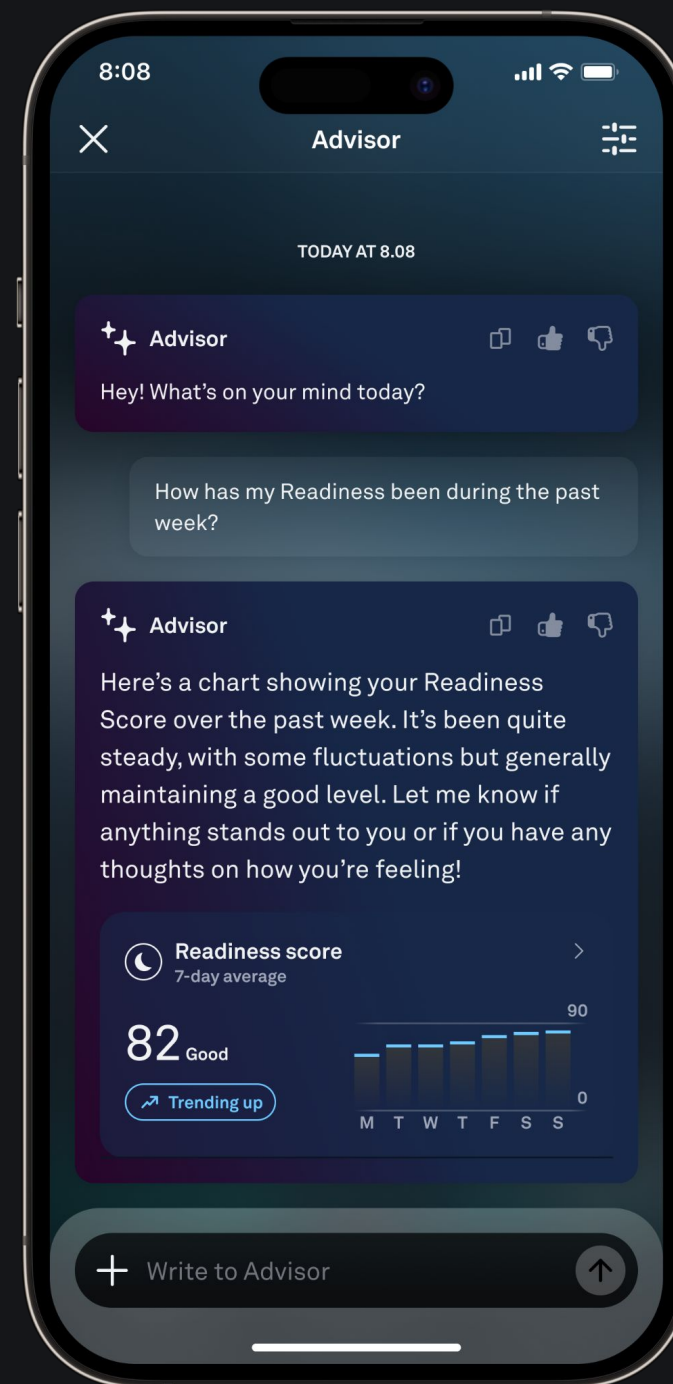 8:08
Advisor
TODAY AT 8.08
Advisor
Hey! What’s on your mind today?
How has my Readiness been during the past
week?
Advisor
Here’s a chart showing your Readiness
Score over the past week. It’s been quite
steady, with some fluctuations but generally
maintaining a good level. Let me know if
anything stands out to you or if you have any
thoughts on how you’re feeling!
Readiness score
7-day average
90
82 Good
Trending up
0
M T W T F S S
Write to Advisor